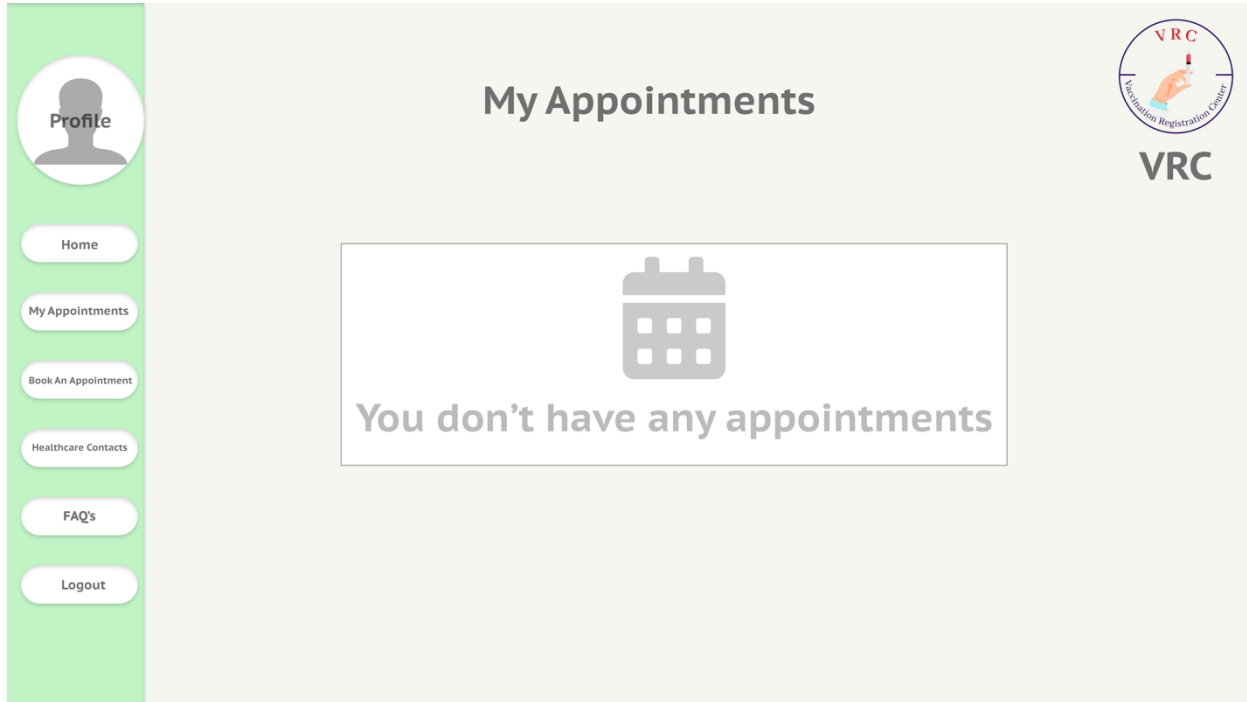 Profile
Home
My Appointments
Book An Appointment
Healthcare Contacts
FAQ's
Logout
My Appointments
You don't have any appointments
VRC
Vaccination Registration Center
VRC